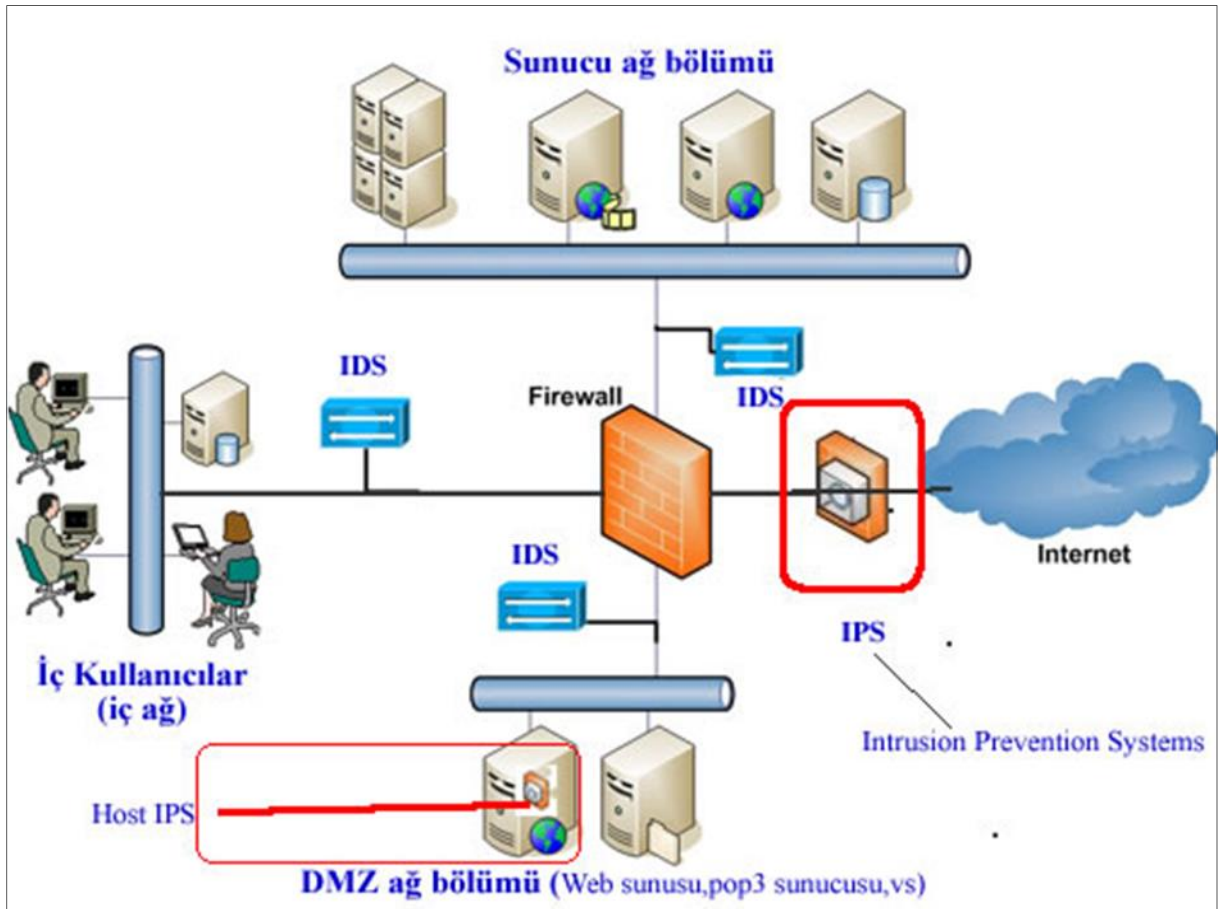 Sunucu ağ bölümü
IDS
Firewall
IDS
Internet
IDS
IPS
İç Kullanıcılar
(iç ağ)
Intrusion Prevention Systems
Host IPS
DMZ ağ bölümü (Web sunusu,pop3 sunucusu,vs)